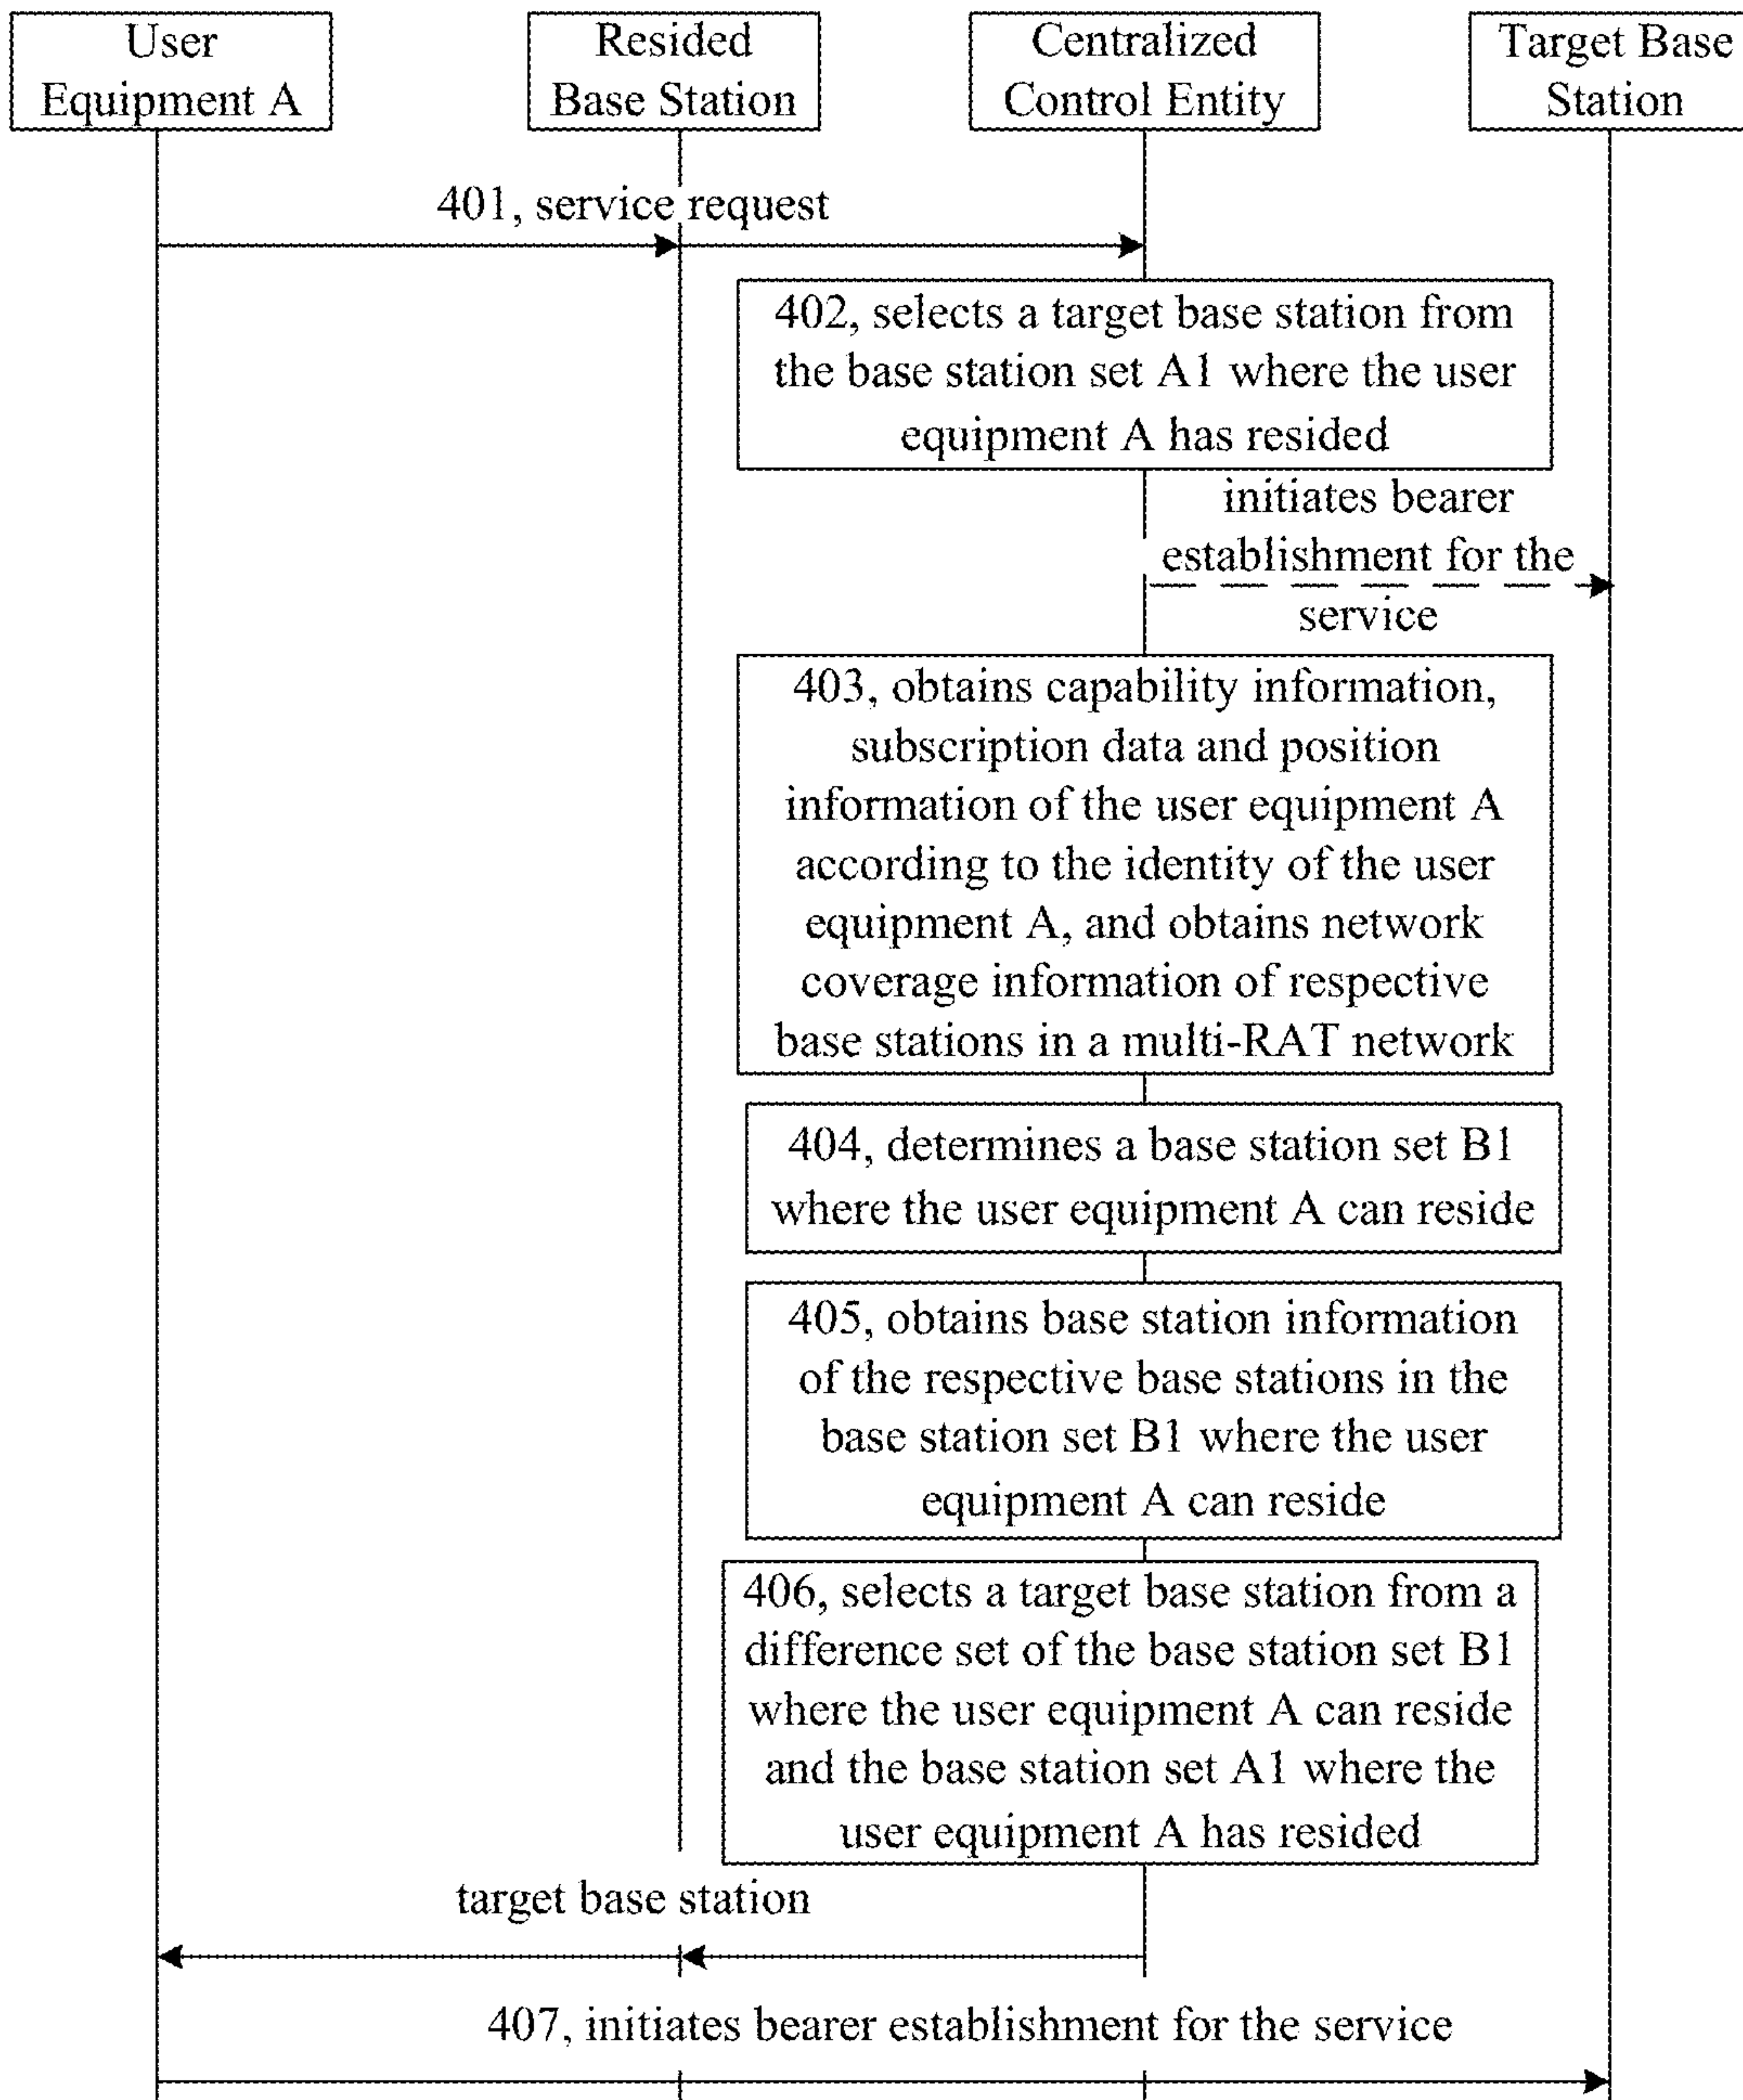 User
Equipment A
Resided
Base Station
Centralized
Control Entity
Target Base
Station
401, service request
402, selects a target base station from
the base station set A1 where the user
equipment A has resided
initiates bearer
establishment for the
service
403, obtains capability information,
subscription data and position
information of the user equipment A
according to the identity of the user
equipment A, and obtains network
coverage information of respective
base stations in a multi-RAT network
404, determines a base station set B1
where the user equipment A can reside
405, obtains base station information
of the respective base stations in the
base station set B1 where the user
equipment A can reside
406, selects a target base station from a
difference set of the base station set B1
where the user equipment A can reside
and the base station set A1 where the
user equipment A has resided
target base station
407, initiates bearer establishment for the service